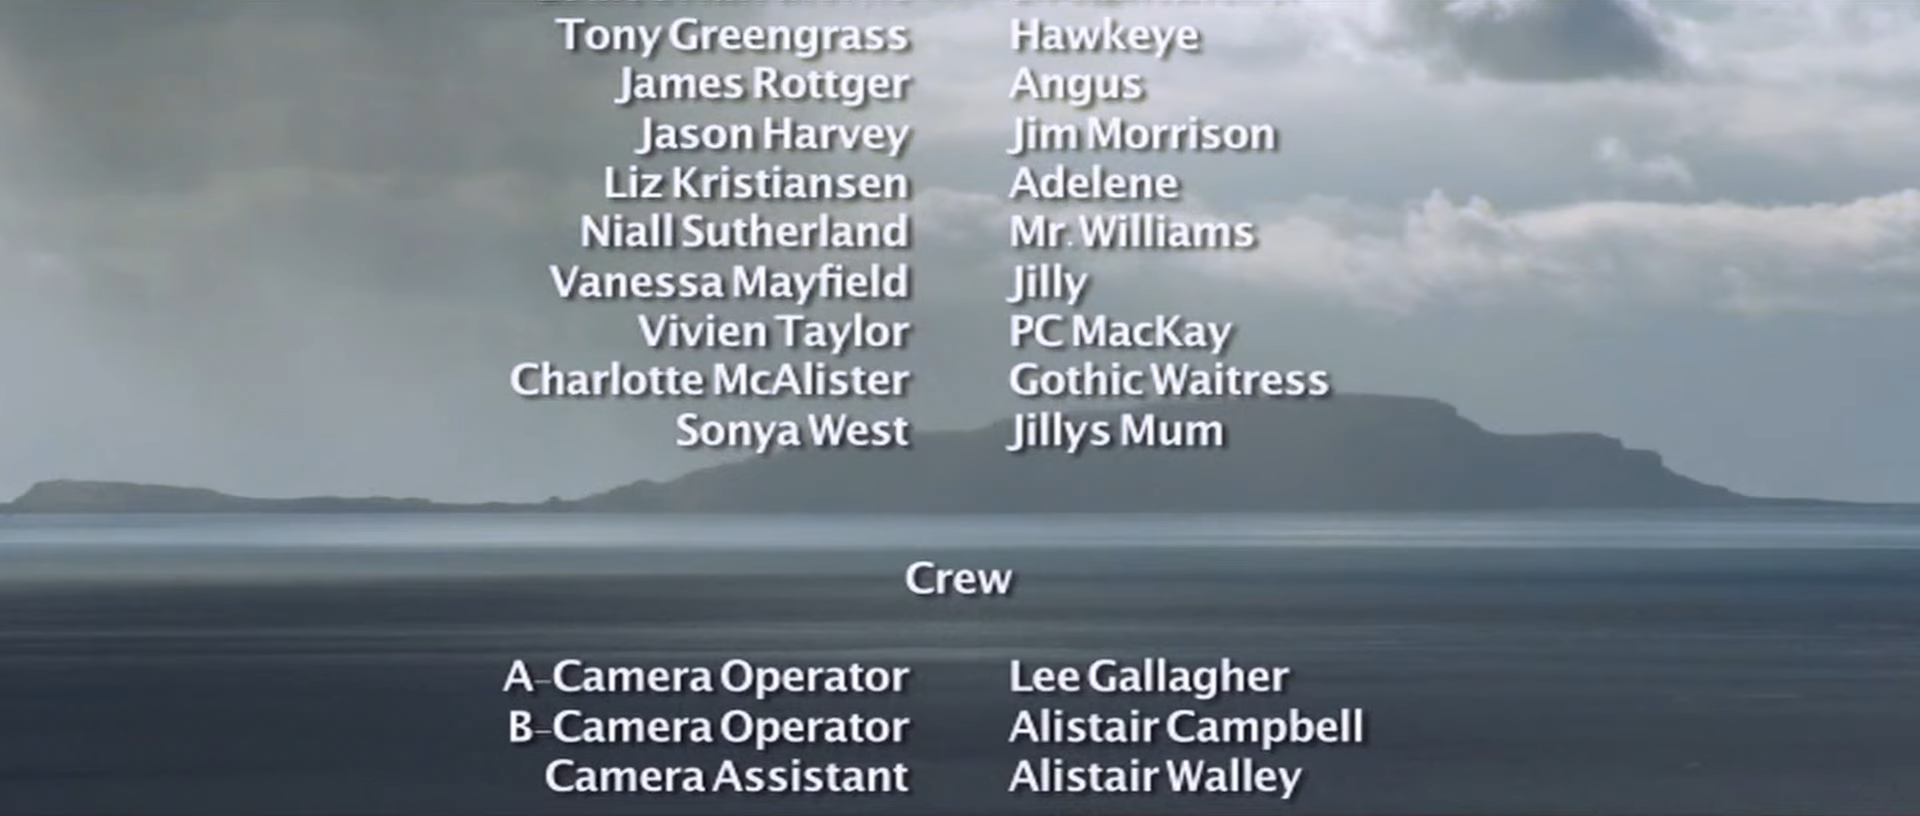 Tony Greengrass Hawkeye
James Rottger Angus
Jason Harvey Jim Morrison
Liz Kristiansen Adelene
Niall Sutherland Mr. Williams
Vanessa Mayfield Jilly
Vivien Taylor PC MacKay
Charlotte McAlister Gothic Waitress
Sonya West Jillys Mum
Crew
A-Camera Operator Lee Gallagher
B-Camera Operator Alistair Campbell
Camera Assistant Alistair Walley